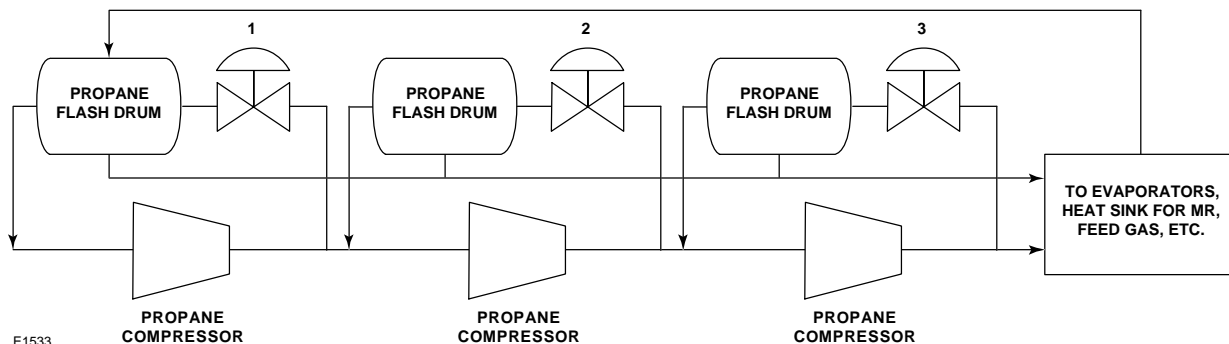 1
2
3
PROPANE
FLASH DRUM
PROPANE
FLASH DRUM
PROPANE
FLASH DRUM
TO EVAPORATORS,
HEAT SINK FOR MR,
FEED GAS, ETC.
PROPANE
COMPRESSOR
PROPANE
COMPRESSOR
PROPANE
COMPRESSOR
E1533